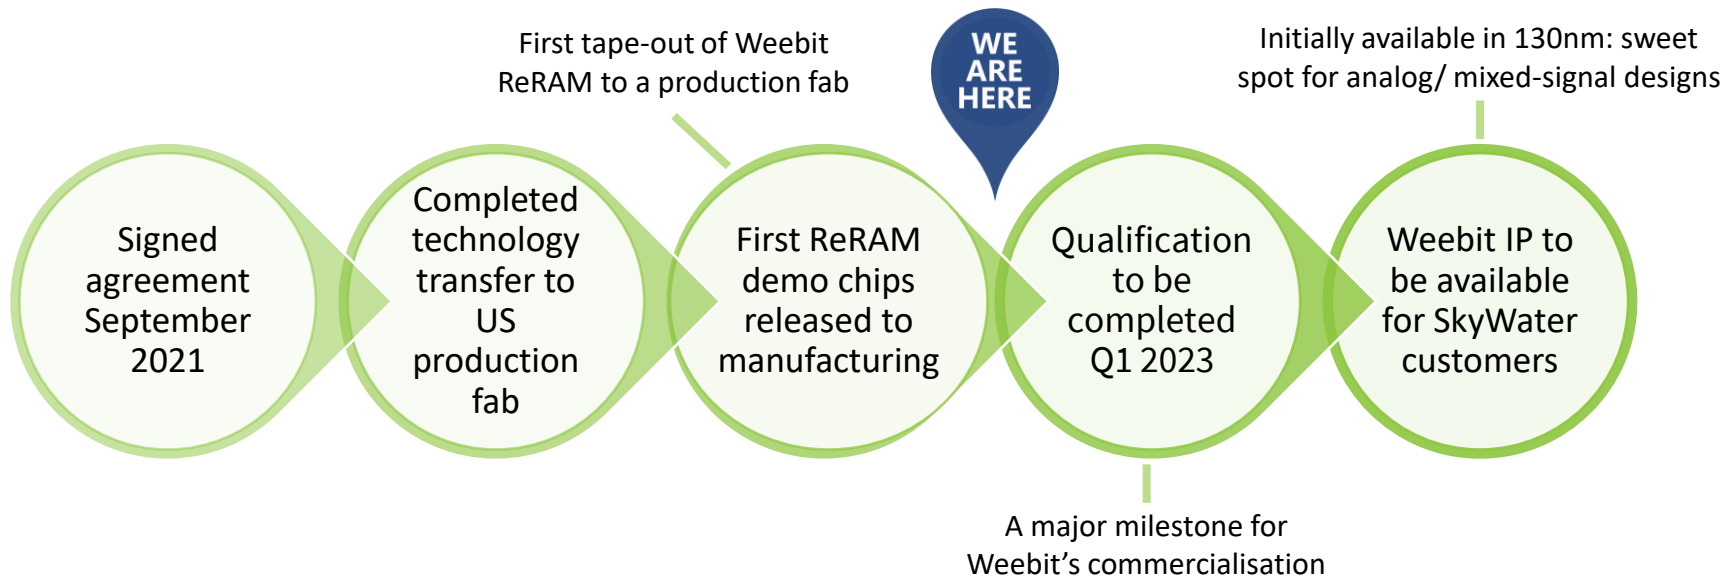 First tape-out of Weebit
ReRAM to a production fab
WE
ARE
HERE
Initially available in 130nm: sweet
spot for analog/ mixed-signal designs
Signed
agreement
September
2021
Completed
technology
transfer to
US
production
fab
First ReRAM
demo chips
released to
manufacturing
Qualification
to be
completed
Q1 2023
Weebit IP to
be available
for SkyWater
customers
A major milestone for
Weebit’s commercialisation